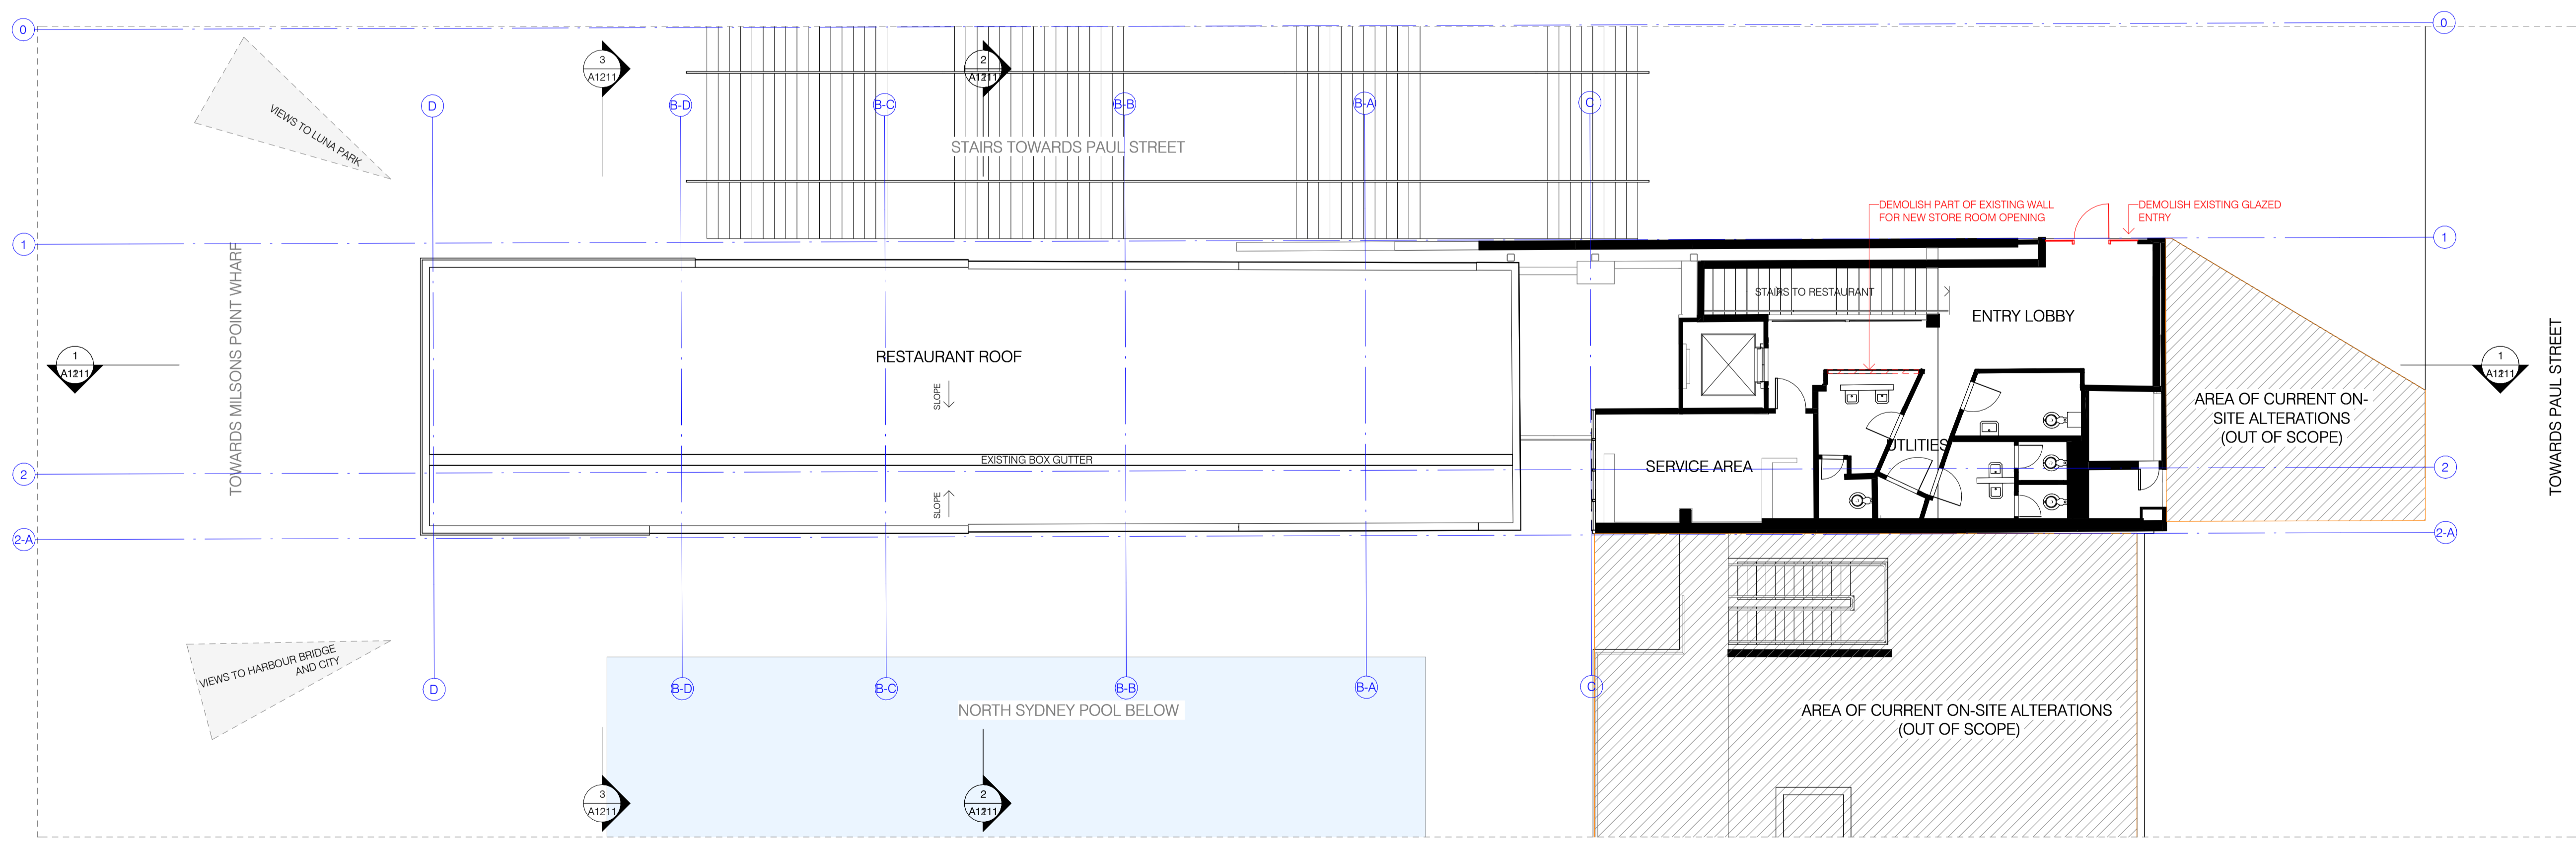 0
0
3
A1211
2
A1211
D
B-D
B-C
B-B
B-A
C
VIEWS TO LUNA PARK
STAIRS TOWARDS PAUL STREET
DEMOLISH PART OF EXISTING WALL
FOR NEW STORE ROOM OPENING
DEMOLISH EXISTING GLAZED
ENTRY
1
1
TOWARDS MILSONS POINT WHARF
STAIRS TO RESTAURANT
ENTRY LOBBY
RESTAURANT ROOF
1
A1211
1
A1211
TOWARDS PAUL STREET
SLOPE
AREA OF CURRENT ON-
SITE ALTERATIONS
(OUT OF SCOPE)
UTLITIES
EXISTING BOX GUTTER
SERVICE AREA
2
2
SLOPE
2-A
2-A
VIEWS TO HARBOUR BRIDGE
AND CITY
D
B-D
B-C
B-B
B-A
C
NORTH SYDNEY POOL BELOW
AREA OF CURRENT ON-SITE ALTERATIONS
(OUT OF SCOPE)
3
A1211
2
A1211